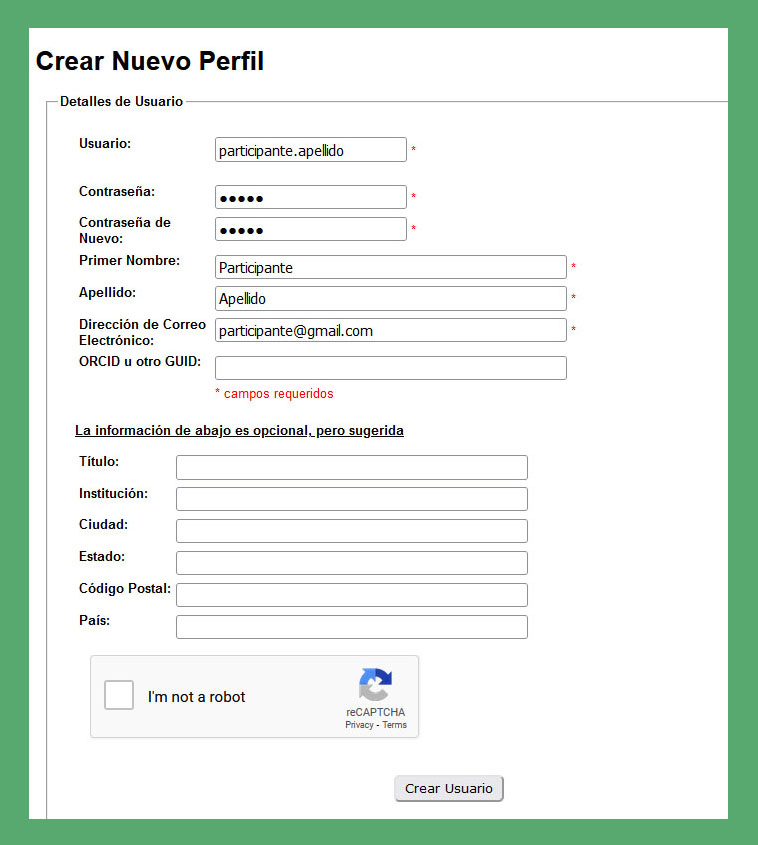 Crear Nuevo Perfil
Detalles de Usuario
Usuario: participante.apellido *
Contraseña: ●●●●● *
Contraseña de
Nuevo: ●●●●● *
Primer Nombre: Participante *
Apellido: Apellido *
Dirección de Correo
Electrónico: participante@gmail.com *
ORCID u otro GUID:
* campos requeridos
La información de abajo es opcional, pero sugerida
Título:
Institución:
Ciudad:
Estado:
Código Postal:
País:
I'm not a robot
reCAPTCHA
Privacy - Terms
Crear Usuario